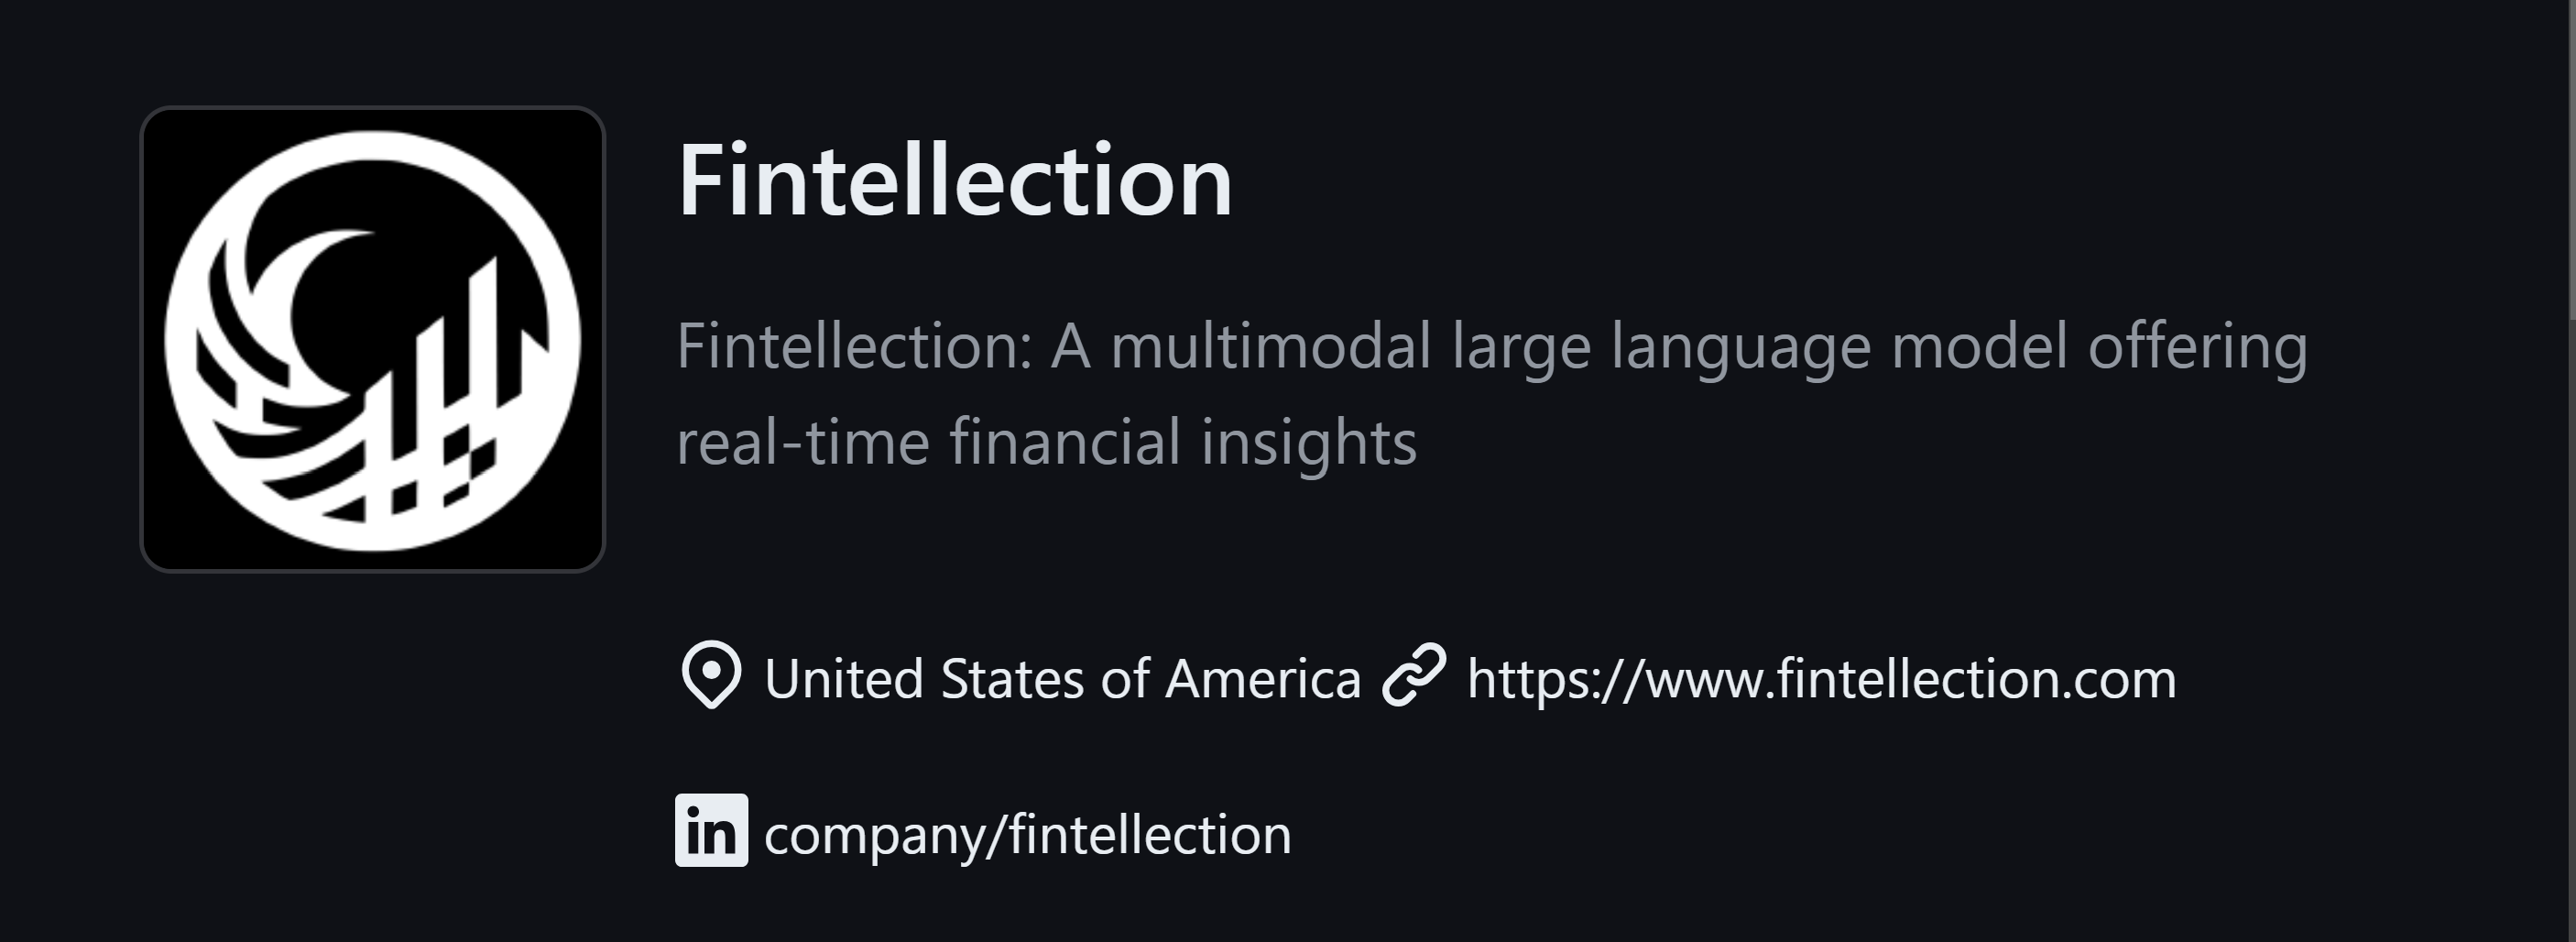 Fintellection
Fintellection: A multimodal large language model offering
real-time financial insights
United States of America https://www.fintellection.com
in company/fintellection